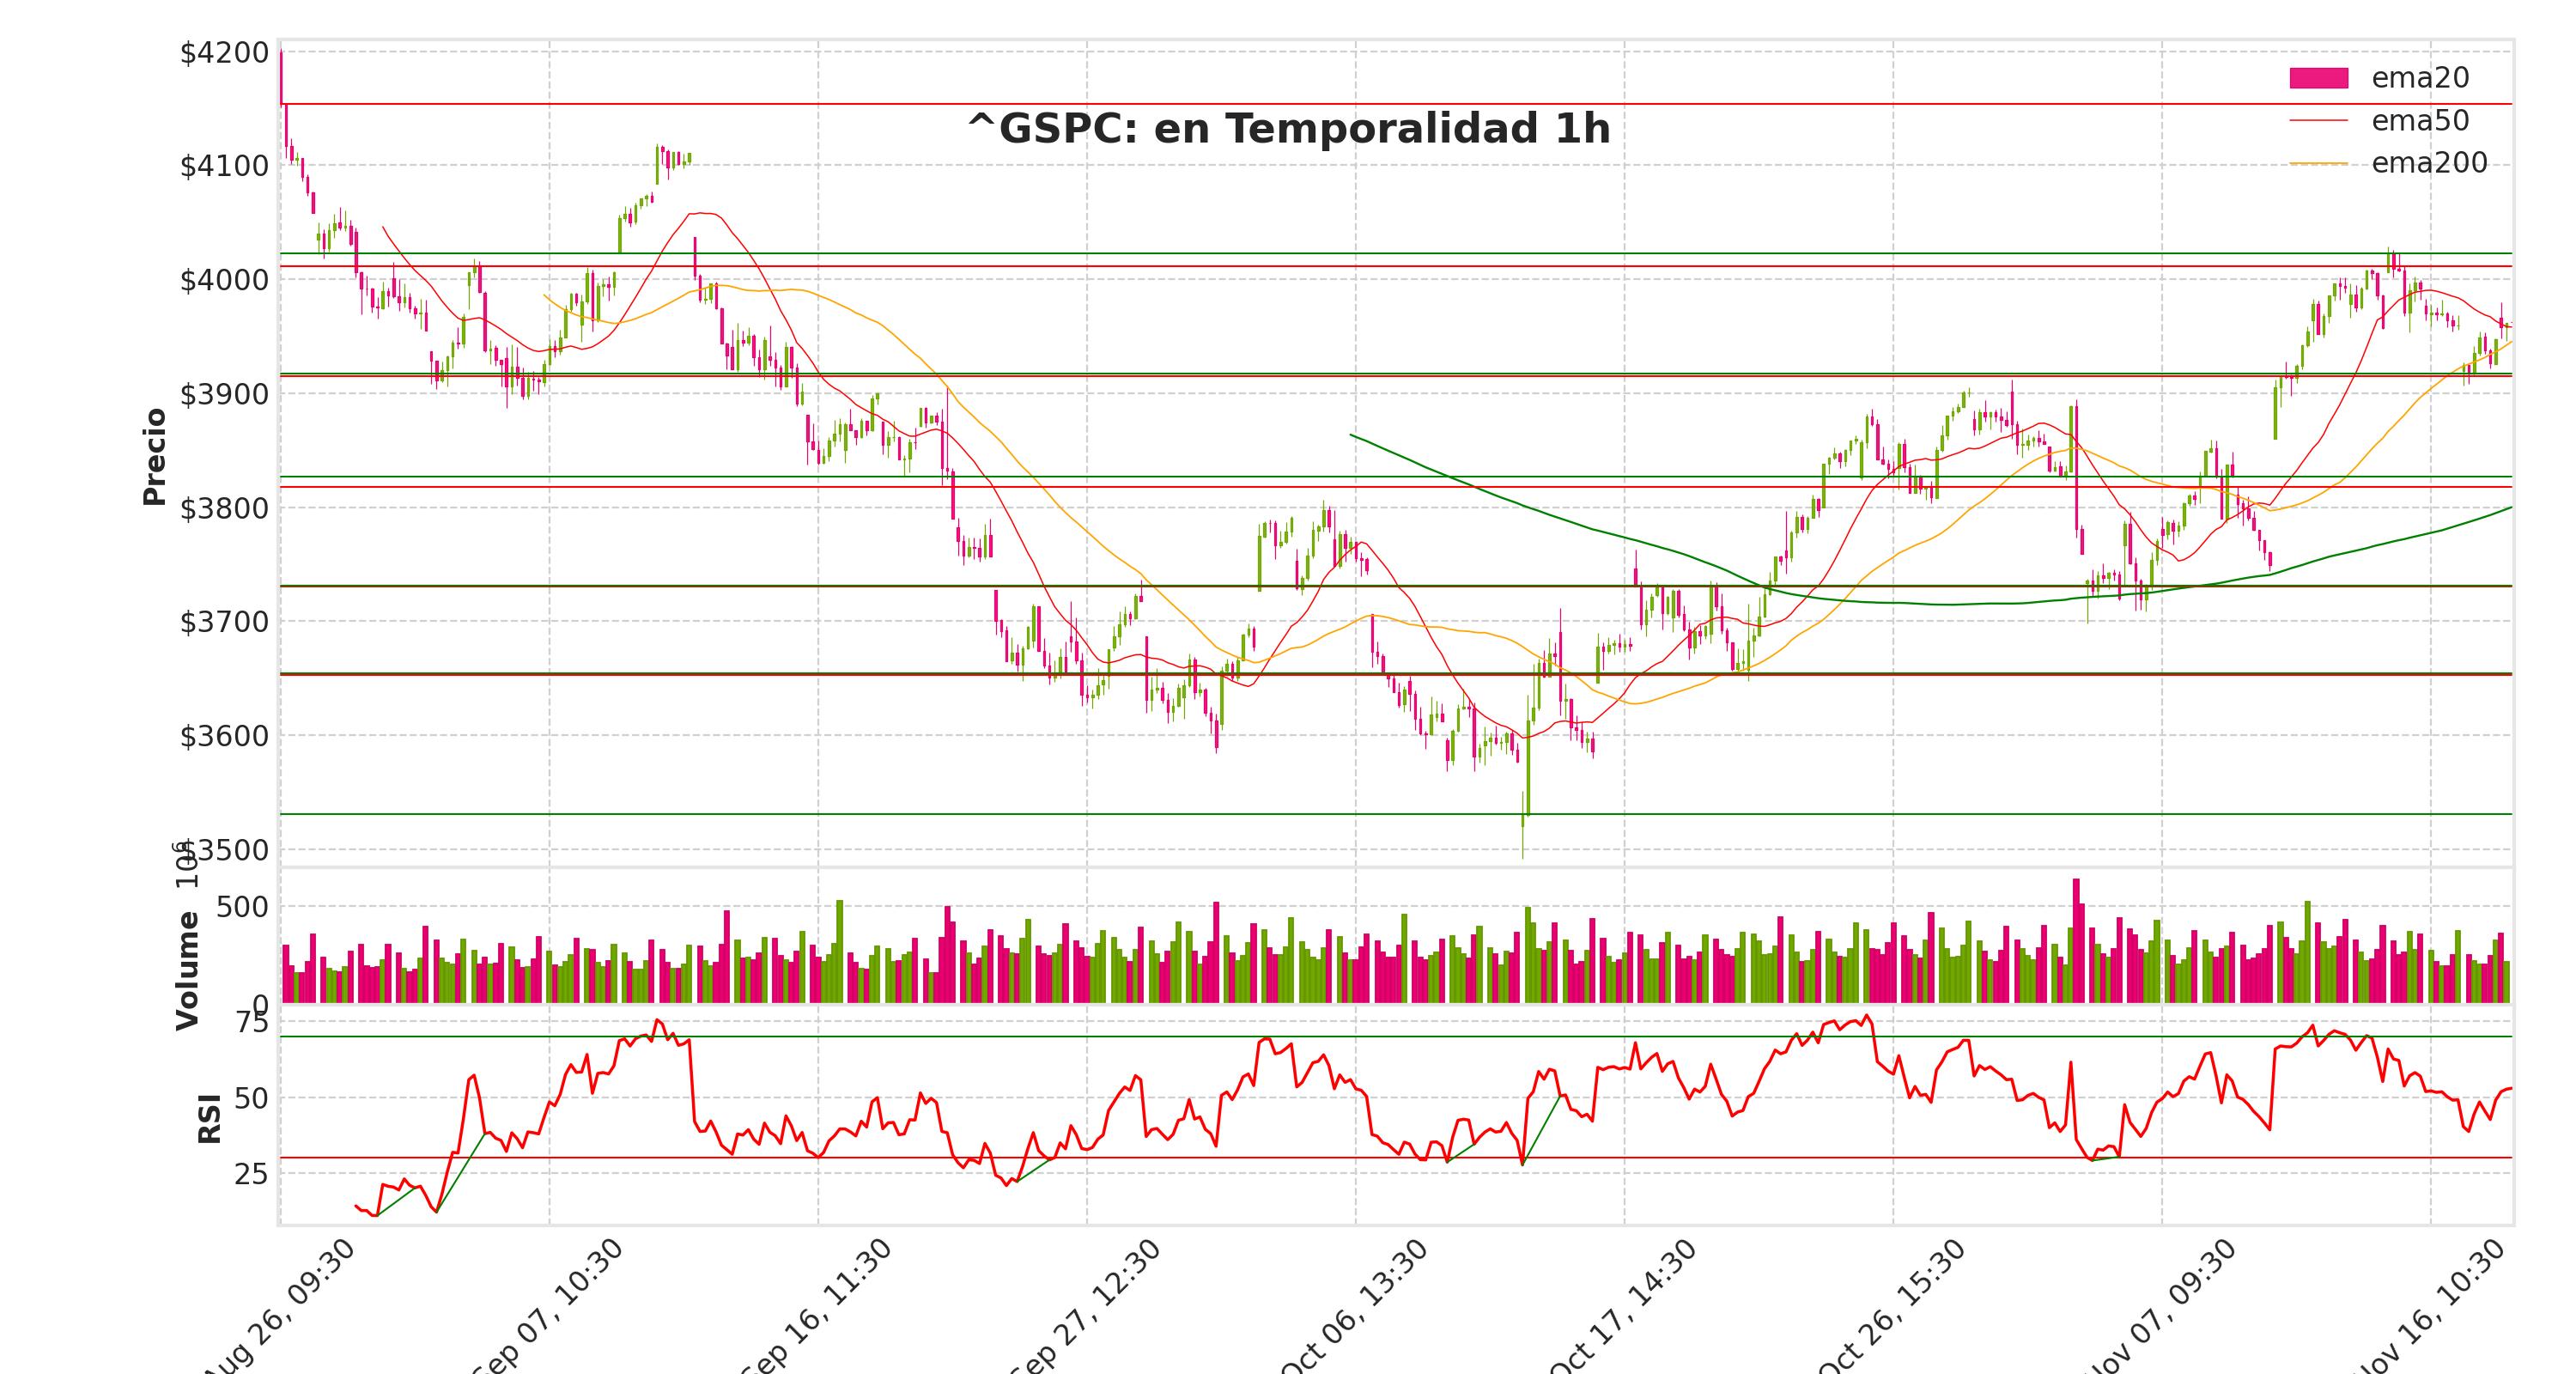 ^GSPC: en Temporalidad 1h
ema20
ema50
ema200
Precio
$4200
$4100
$4000
$3900
$3800
$3700
$3600
$3500
Volume 10^6
500
0
RSI
75
50
25
Aug 26, 09:30
Sep 07, 10:30
Sep 16, 11:30
Sep 27, 12:30
Oct 06, 13:30
Oct 17, 14:30
Oct 26, 15:30
Nov 07, 09:30
Nov 16, 10:30